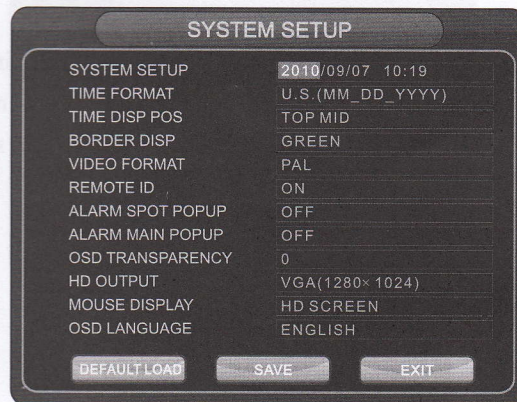 SYSTEM SETUP
SYSTEM SETUP 2010/09/07 10:19
TIME FORMAT U.S.(MM_DD_YYYY)
TIME DISP POS TOP MID
BORDER DISP GREEN
VIDEO FORMAT PAL
REMOTE ID ON
ALARM SPOT POPUP OFF
ALARM MAIN POPUP OFF
OSD TRANSPARENCY 0
HD OUTPUT VGA(1280×1024)
MOUSE DISPLAY HD SCREEN
OSD LANGUAGE ENGLISH
DEFAULT LOAD SAVE EXIT